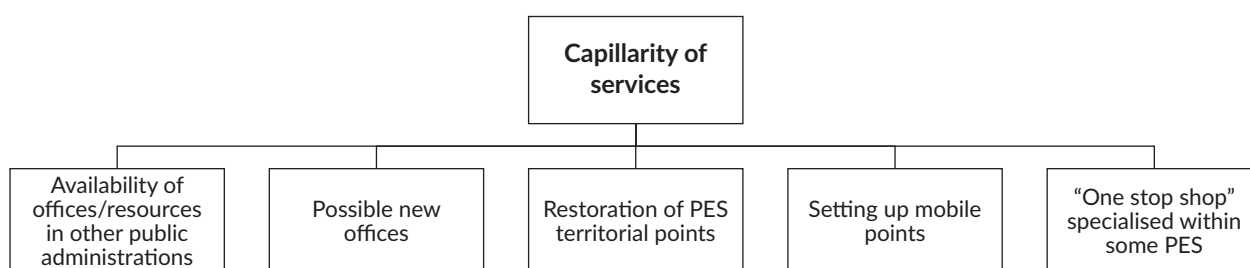 Capillarity of
services
Availability of
offices/resources
in other public
administrations
Possible new
offices
Restoration of PES
territorial points
Setting up mobile
points
“One stop shop”
specialised within
some PES